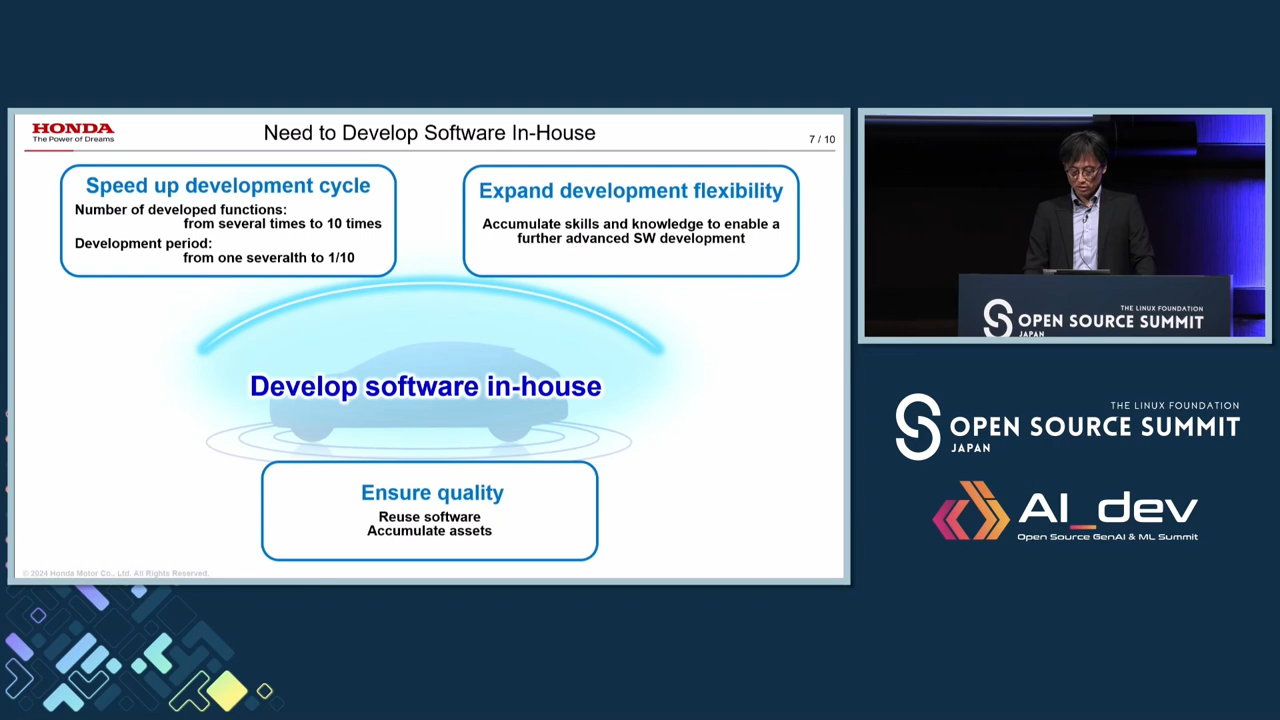 HONDA
The Power of Dreams
Need to Develop Software In-House
7 / 10
Speed up development cycle
Number of developed functions:
from several times to 10 times
Development period:
from one severalth to 1/10
Expand development flexibility
Accumulate skills and knowledge to enable a
further advanced SW development
Develop software in-house
Ensure quality
Reuse software
Accumulate assets
© 2024 Honda Motor Co., Ltd. All Rights Reserved.
THE LINUX FOUNDATION
OPEN SOURCE SUMMIT
JAPAN
THE LINUX FOUNDATION
OPEN SOURCE SUMMIT
JAPAN
AI_dev
Open Source GenAI & ML Summit